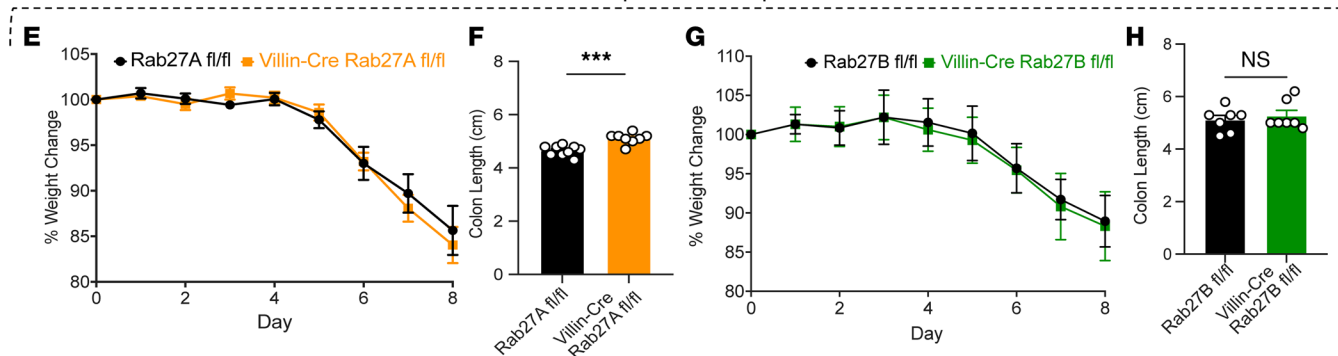 E
Rab27A fl/fl Villin-Cre Rab27A fl/fl
% Weight Change
105
100
95
90
85
80
0 2 4 6 8
Day
F
***
Colon Length (cm)
8
6
4
2
0
Rab27A fl/fl
Villin-Cre
Rab27A fl/fl
G
Rab27B fl/fl Villin-Cre Rab27B fl/fl
% Weight Change
110
105
100
95
90
85
80
0 2 4 6 8
Day
H
NS
Colon Length (cm)
8
6
4
2
0
Rab27B fl/fl
Villin-Cre
Rab27B fl/fl